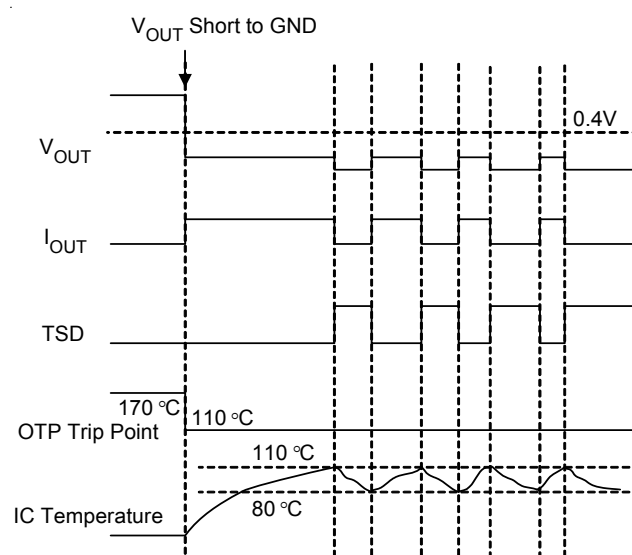 VOUT Short to GND
0.4V
VOUT
IOUT
TSD
170 °C
110 °C
OTP Trip Point
110 °C
80 °C
IC Temperature